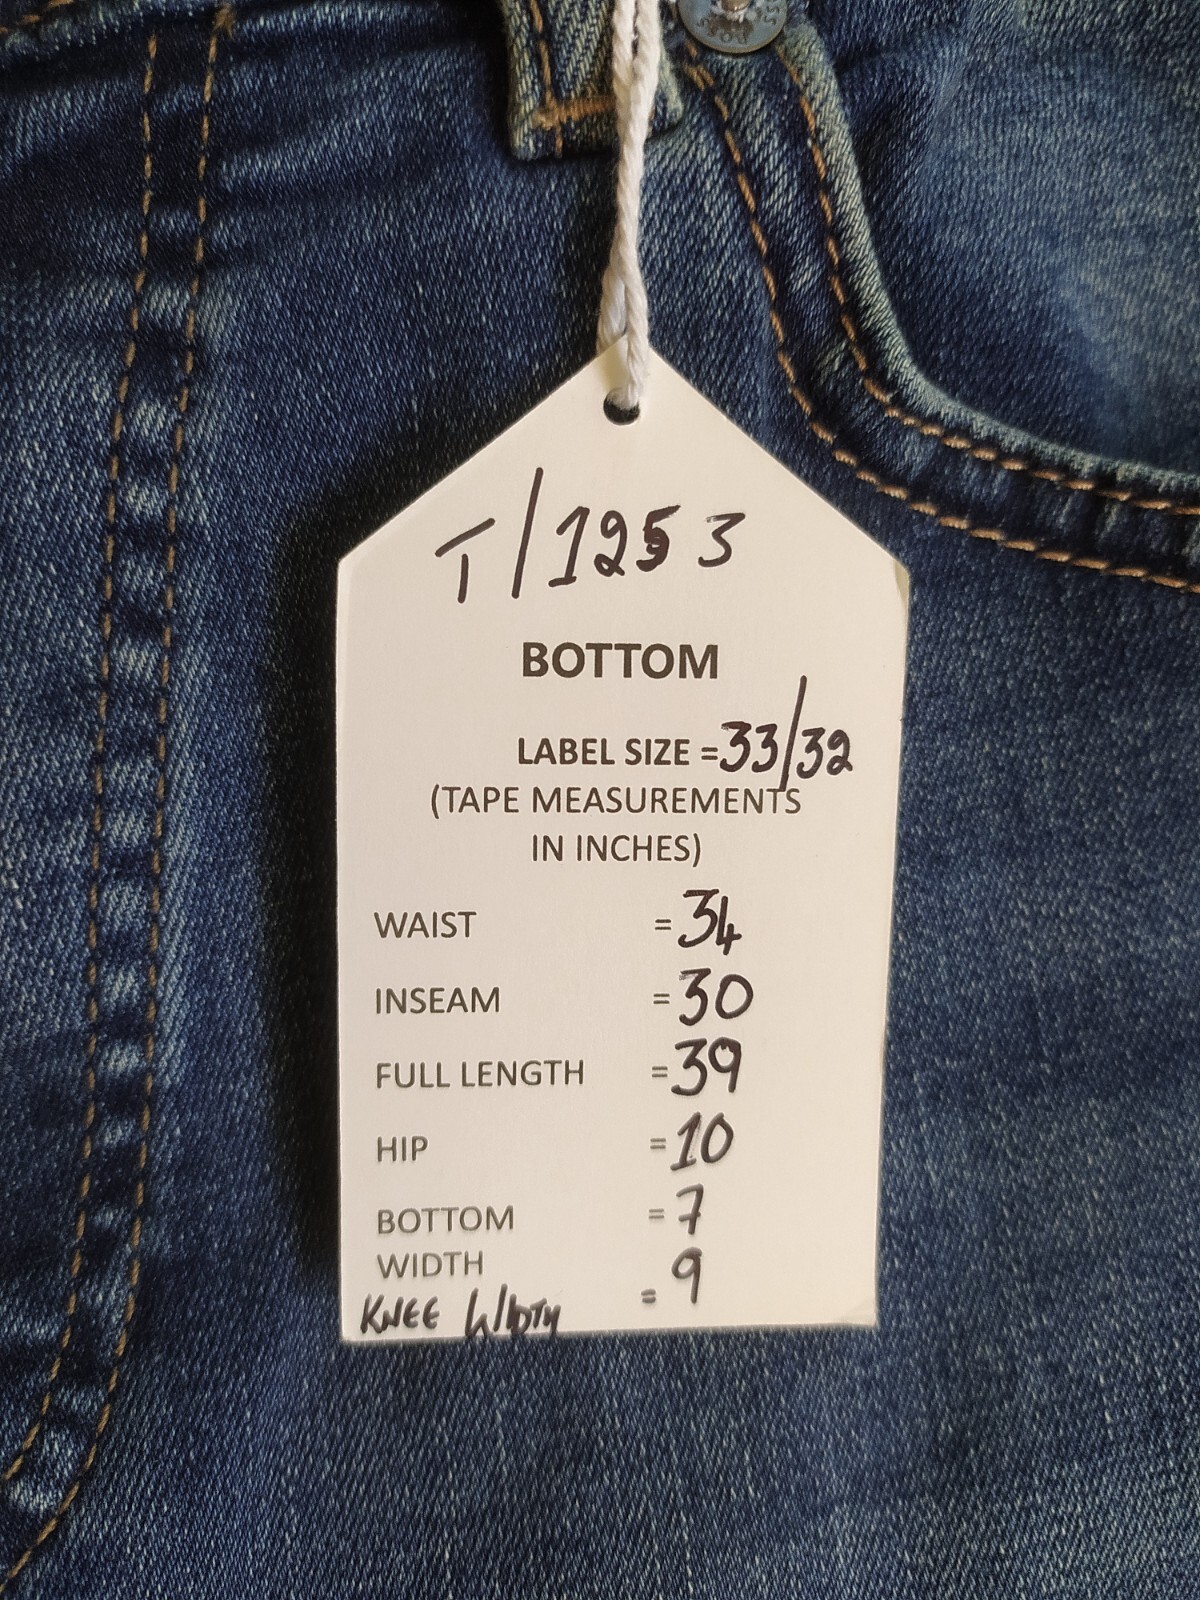 T/1253
BOTTOM
LABEL SIZE =33/32
(TAPE MEASUREMENTS
IN INCHES)
WAIST =34
INSEAM =30
FULL LENGTH =39
HIP =10
BOTTOM =7
WIDTH
KNEE WIDTH = 9